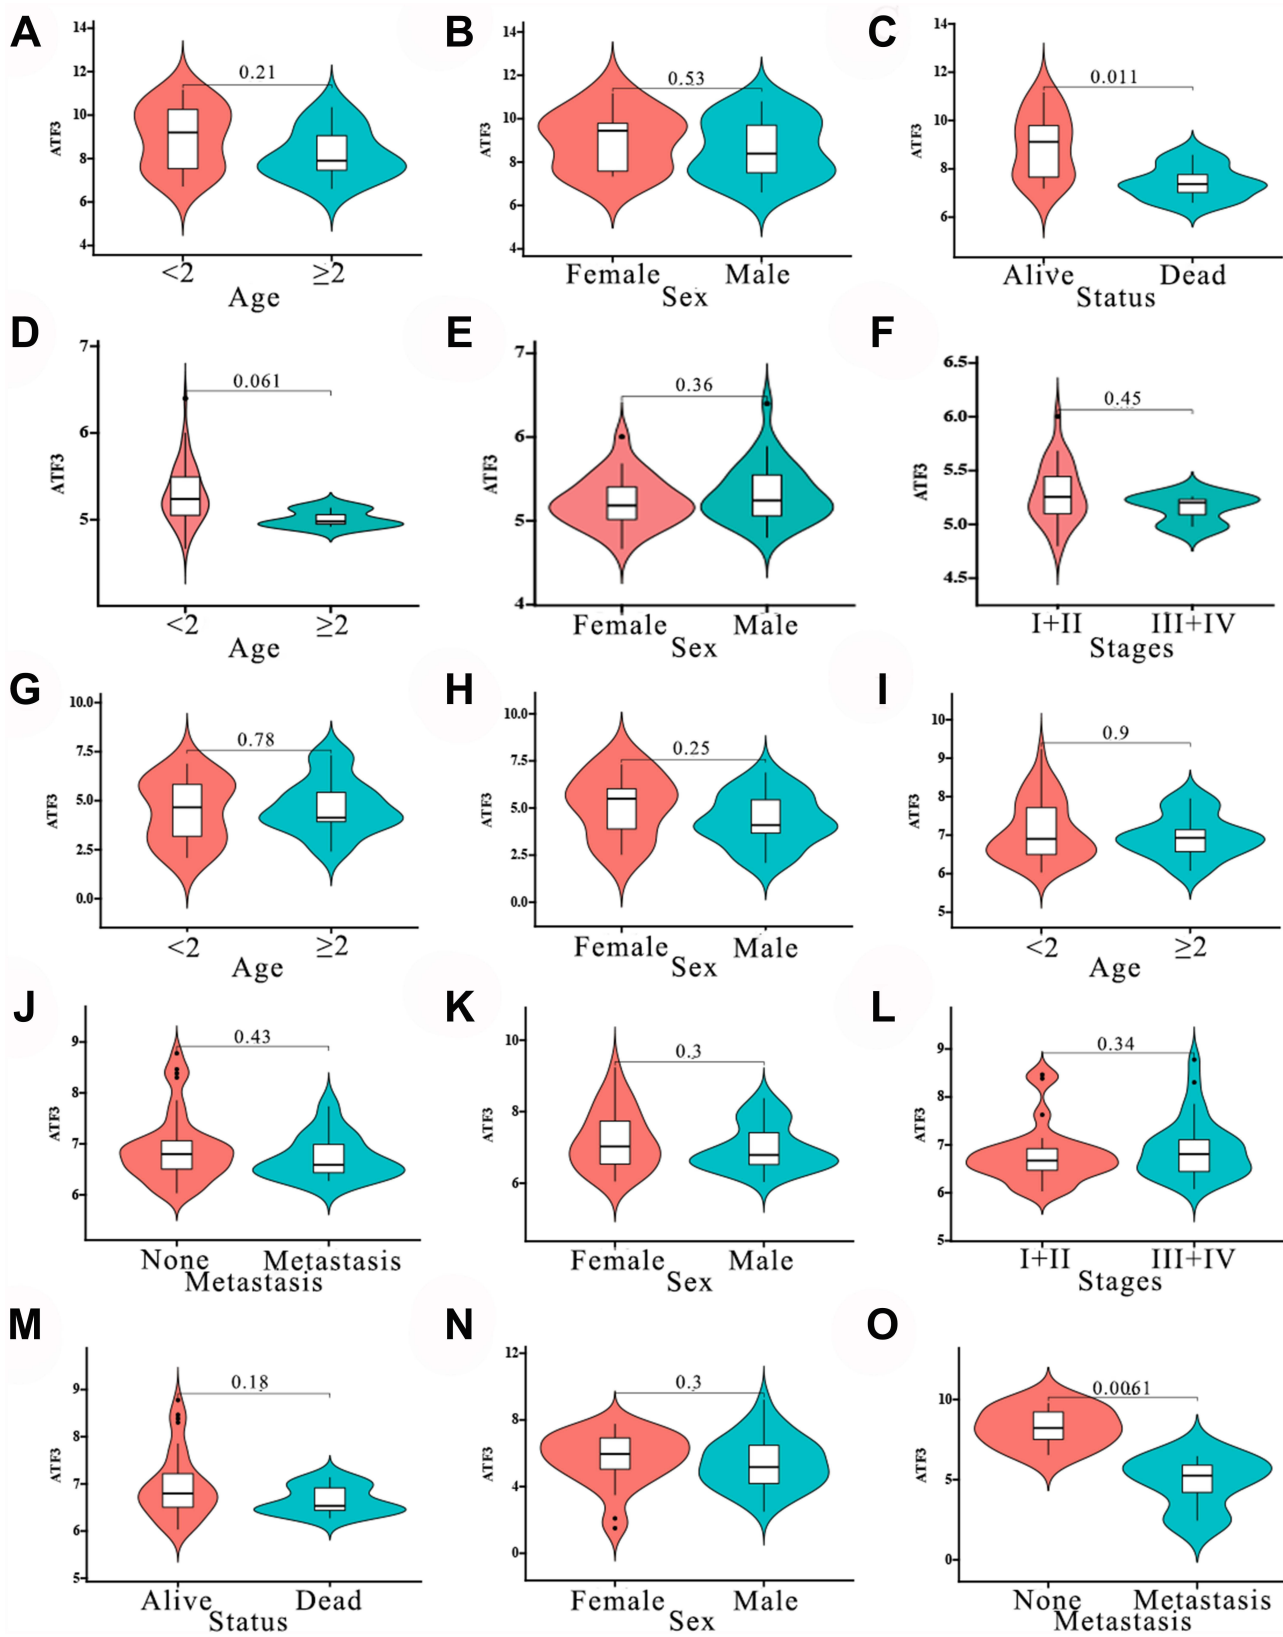 A
14
12
10
8
6
4
ATF3
0.21
<2 ≥2
Age
B
14
12
10
8
6
4
ATF3
0.53
Female Male
Sex
C
14
12
10
8
6
ATF3
0.011
Alive Dead
Status
D
7
6
5
ATF3
0.061
<2 ≥2
Age
E
7
6
5
4
ATF3
0.36
Female Male
Sex
F
6.5
6.0
5.5
5.0
4.5
ATF3
0.45
I+II III+IV
Stages
G
10.0
7.5
5.0
2.5
0.0
ATF3
0.78
<2 ≥2
Age
H
10.0
7.5
5.0
2.5
0.0
ATF3
0.25
Female Male
Sex
I
10
9
8
7
6
5
ATF3
0.9
<2 ≥2
Age
J
9
8
7
6
ATF3
0.43
None Metastasis
Metastasis
K
10
8
6
ATF3
0.3
Female Male
Sex
L
9
8
7
6
5
ATF3
0.34
I+II III+IV
Stages
M
9
8
7
6
5
ATF3
0.18
Alive Dead
Status
N
12
8
4
0
ATF3
0.3
Female Male
Sex
O
10
5
0
ATF3
0.0061
None Metastasis
Metastasis